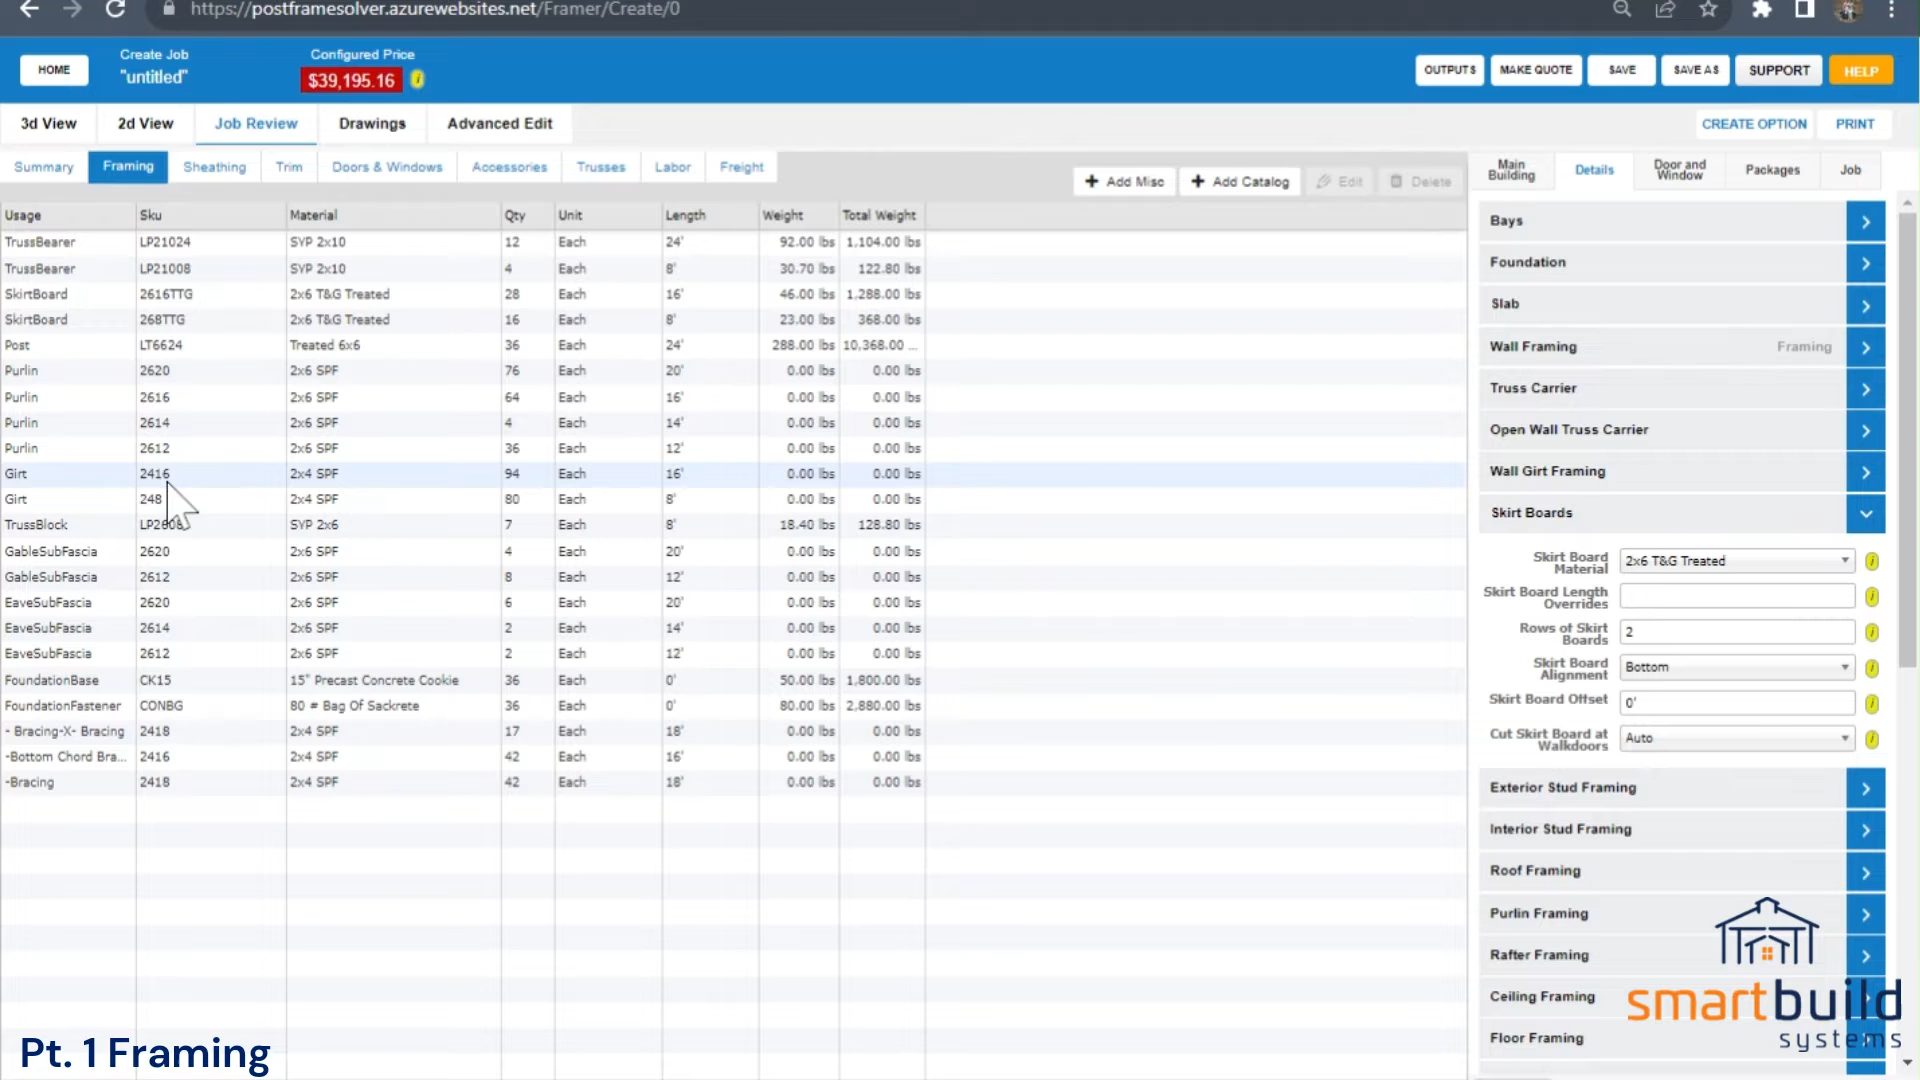 https://postframesolver.azurewebsites.net/Framer/Create/0
HOME
Create Job
"untitled"
Configured Price
$39,195.16
i
OUTPUTS
MAKE QUOTE
SAVE
SAVE AS
SUPPORT
HELP
3d View
2d View
Job Review
Drawings
Advanced Edit
CREATE OPTION
PRINT
Summary
Framing
Sheathing
Trim
Doors & Windows
Accessories
Trusses
Labor
Freight
+ Add Misc
+ Add Catalog
Edit
Delete
Main Building
Details
Door and Window
Packages
Job
Usage Sku Material Qty Unit Length Weight Total Weight
TrussBearer LP21024 SYP 2x10 12 Each 24' 92.00 lbs 1,104.00 lbs
TrussBearer LP21008 SYP 2x10 4 Each 8' 30.70 lbs 122.80 lbs
SkirtBoard 2616TTG 2x6 T&G Treated 28 Each 16' 46.00 lbs 1,288.00 lbs
SkirtBoard 268TTG 2x6 T&G Treated 16 Each 8' 23.00 lbs 368.00 lbs
Post LT6624 Treated 6x6 36 Each 24' 288.00 lbs 10,368.00 ...
Purlin 2620 2x6 SPF 76 Each 20' 0.00 lbs 0.00 lbs
Purlin 2616 2x6 SPF 64 Each 16' 0.00 lbs 0.00 lbs
Purlin 2614 2x6 SPF 4 Each 14' 0.00 lbs 0.00 lbs
Purlin 2612 2x6 SPF 36 Each 12' 0.00 lbs 0.00 lbs
Girt 2416 2x4 SPF 94 Each 16' 0.00 lbs 0.00 lbs
Girt 248 2x4 SPF 80 Each 8' 0.00 lbs 0.00 lbs
TrussBlock LP2608 SYP 2x6 7 Each 8' 18.40 lbs 128.80 lbs
GableSubFascia 2620 2x6 SPF 4 Each 20' 0.00 lbs 0.00 lbs
GableSubFascia 2612 2x6 SPF 8 Each 12' 0.00 lbs 0.00 lbs
EaveSubFascia 2620 2x6 SPF 6 Each 20' 0.00 lbs 0.00 lbs
EaveSubFascia 2614 2x6 SPF 2 Each 14' 0.00 lbs 0.00 lbs
EaveSubFascia 2612 2x6 SPF 2 Each 12' 0.00 lbs 0.00 lbs
FoundationBase CK15 15" Precast Concrete Cookie 36 Each 0' 50.00 lbs 1,800.00 lbs
FoundationFastener CONBG 80 # Bag Of Sackrete 36 Each 0' 80.00 lbs 2,880.00 lbs
- Bracing-X- Bracing 2418 2x4 SPF 17 Each 18' 0.00 lbs 0.00 lbs
-Bottom Chord Bra... 2416 2x4 SPF 42 Each 16' 0.00 lbs 0.00 lbs
-Bracing 2418 2x4 SPF 42 Each 18' 0.00 lbs 0.00 lbs
Bays
Foundation
Slab
Wall Framing Framing
Truss Carrier
Open Wall Truss Carrier
Wall Girt Framing
Skirt Boards
Skirt Board Material 2x6 T&G Treated i
Skirt Board Length Overrides i
Rows of Skirt Boards 2 i
Skirt Board Alignment Bottom i
Skirt Board Offset 0' i
Cut Skirt Board at Walkdoors Auto i
Exterior Stud Framing
Interior Stud Framing
Roof Framing
Purlin Framing
Rafter Framing
Ceiling Framing
Floor Framing
smartbuild
systems
Pt. 1 Framing